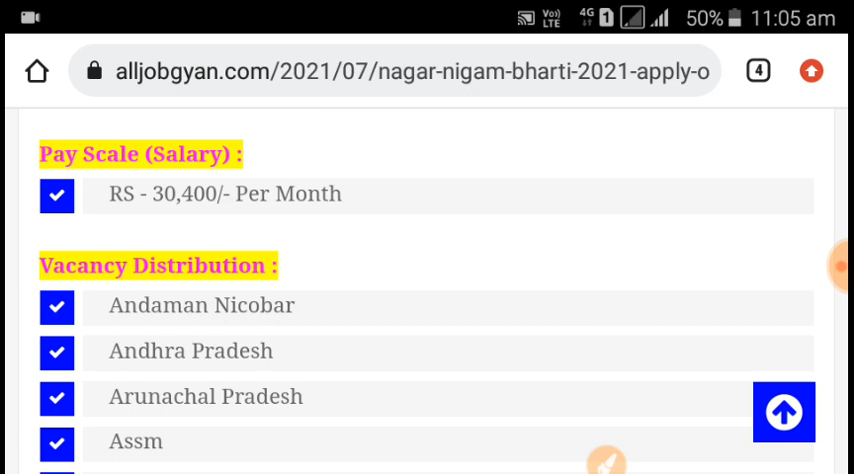 Vo)) LTE 4G 1 50% 11:05 am
alljobgyan.com/2021/07/nagar-nigam-bharti-2021-apply-o 4
Pay Scale (Salary) :
RS - 30,400/- Per Month
Vacancy Distribution :
Andaman Nicobar
Andhra Pradesh
Arunachal Pradesh
Assm